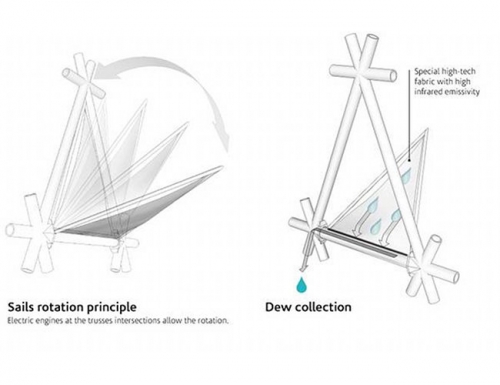 Special high-tech
fabric with high
infrared emissivity
Sails rotation principle
Electric engines at the trusses intersections allow the rotation.
Dew collection